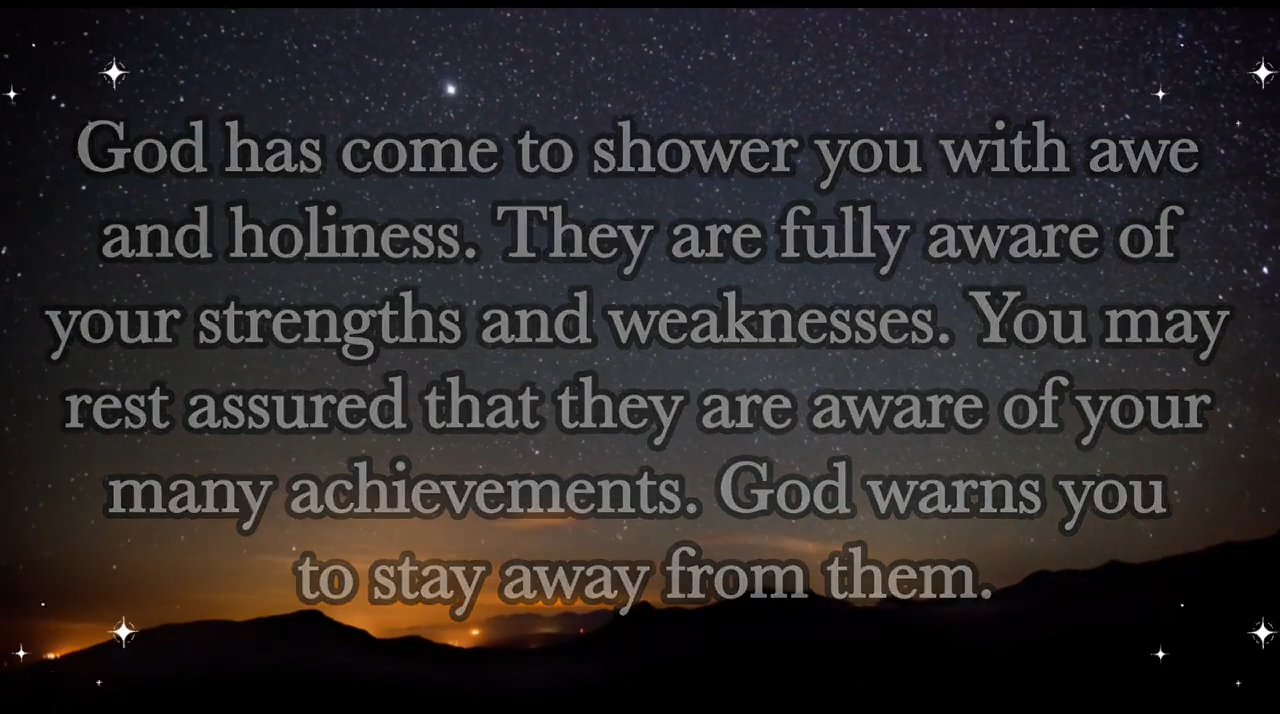 God has come to shower you with awe
and holiness. They are fully aware of
your strengths and weaknesses. You may
rest assured that they are aware of your
many achievements. God warns you
to stay away from them.